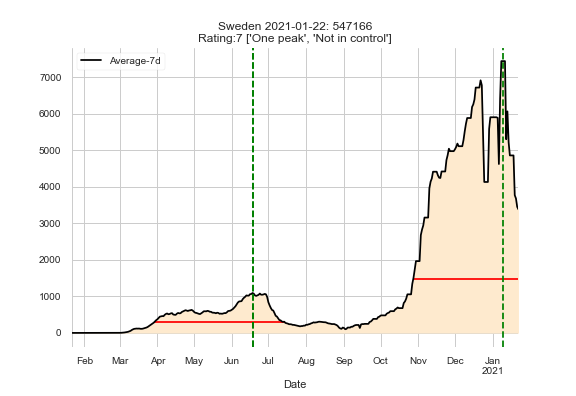 Sweden 2021-01-22: 547166
Rating:7 ['One peak', 'Not in control']
Average-7d
7000
6000
5000
4000
3000
2000
1000
0
Feb Mar Apr May Jun Jul Aug Sep Oct Nov Dec Jan
2021
Date